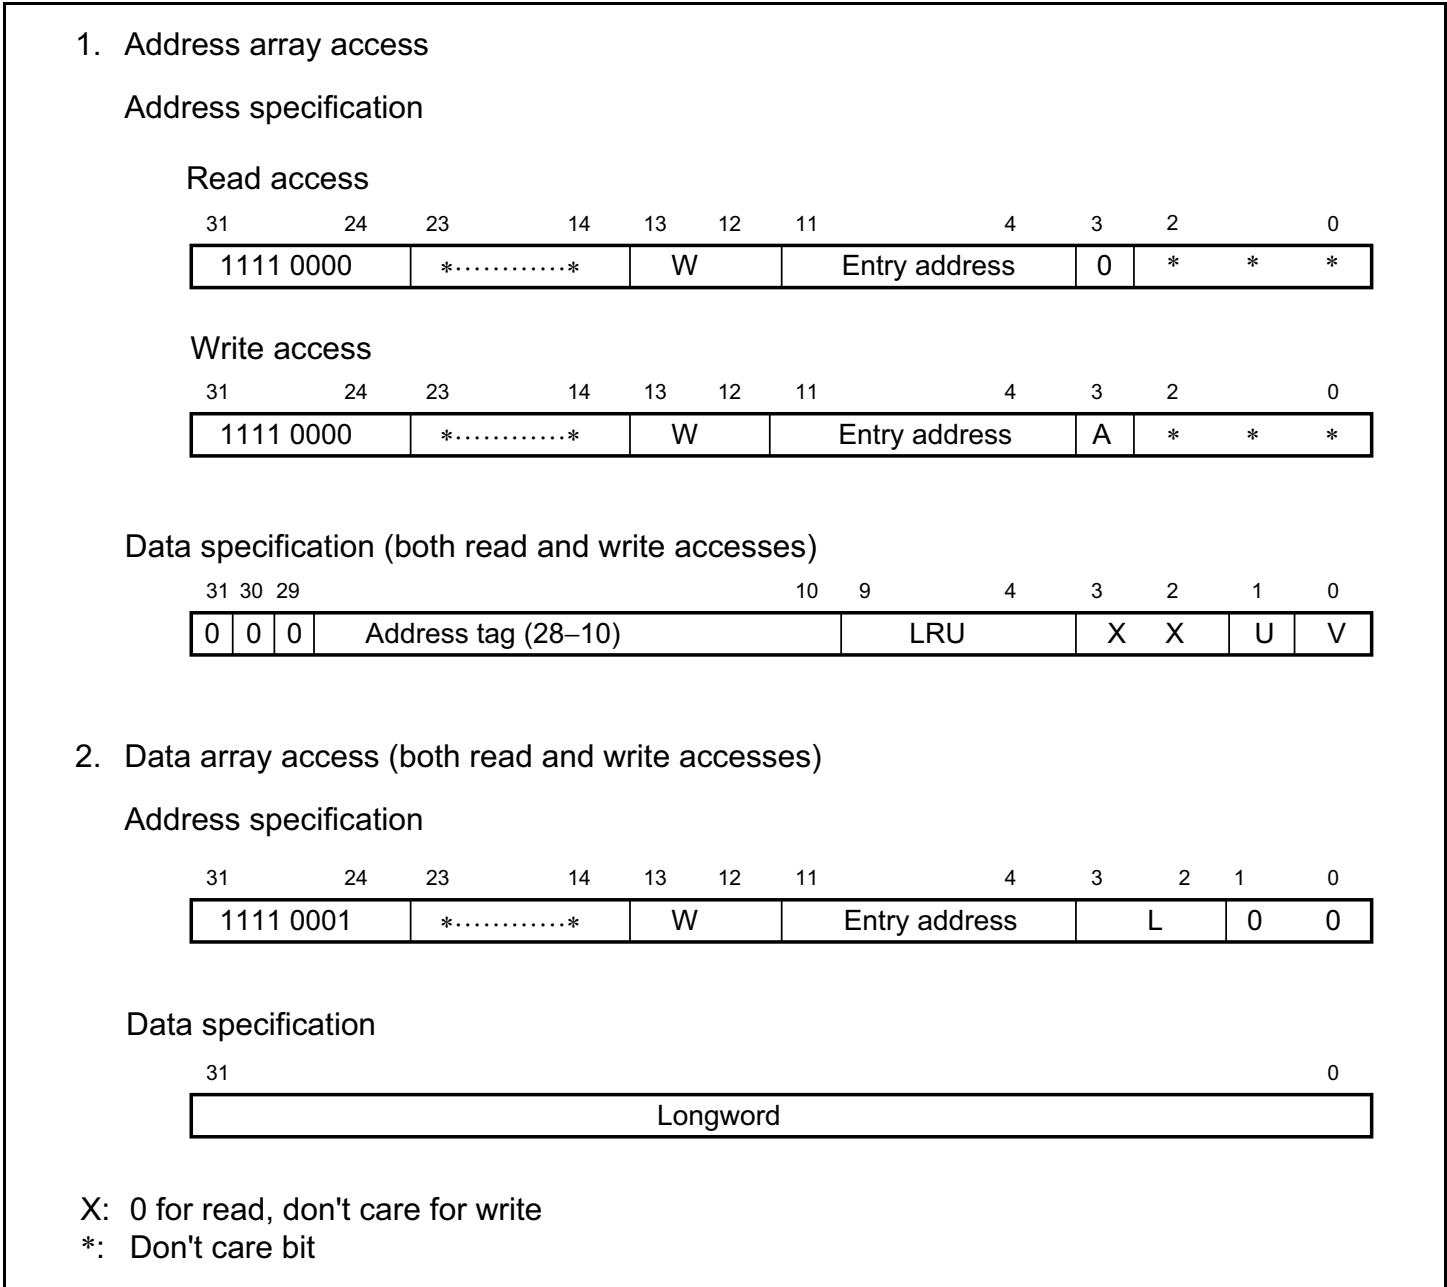 1. Address array access
Address specification
Read access
31 24 23 14 13 12 11 4 3 2 0
1111 0000 *············* W Entry address 0 * * *
Write access
31 24 23 14 13 12 11 4 3 2 0
1111 0000 *············* W Entry address A * * *
Data specification (both read and write accesses)
31 30 29 10 9 4 3 2 1 0
0 0 0 Address tag (28–10) LRU X X U V
2. Data array access (both read and write accesses)
Address specification
31 24 23 14 13 12 11 4 3 2 1 0
1111 0001 *············* W Entry address L 0 0
Data specification
31 0
Longword
X: 0 for read, don't care for write
*: Don't care bit